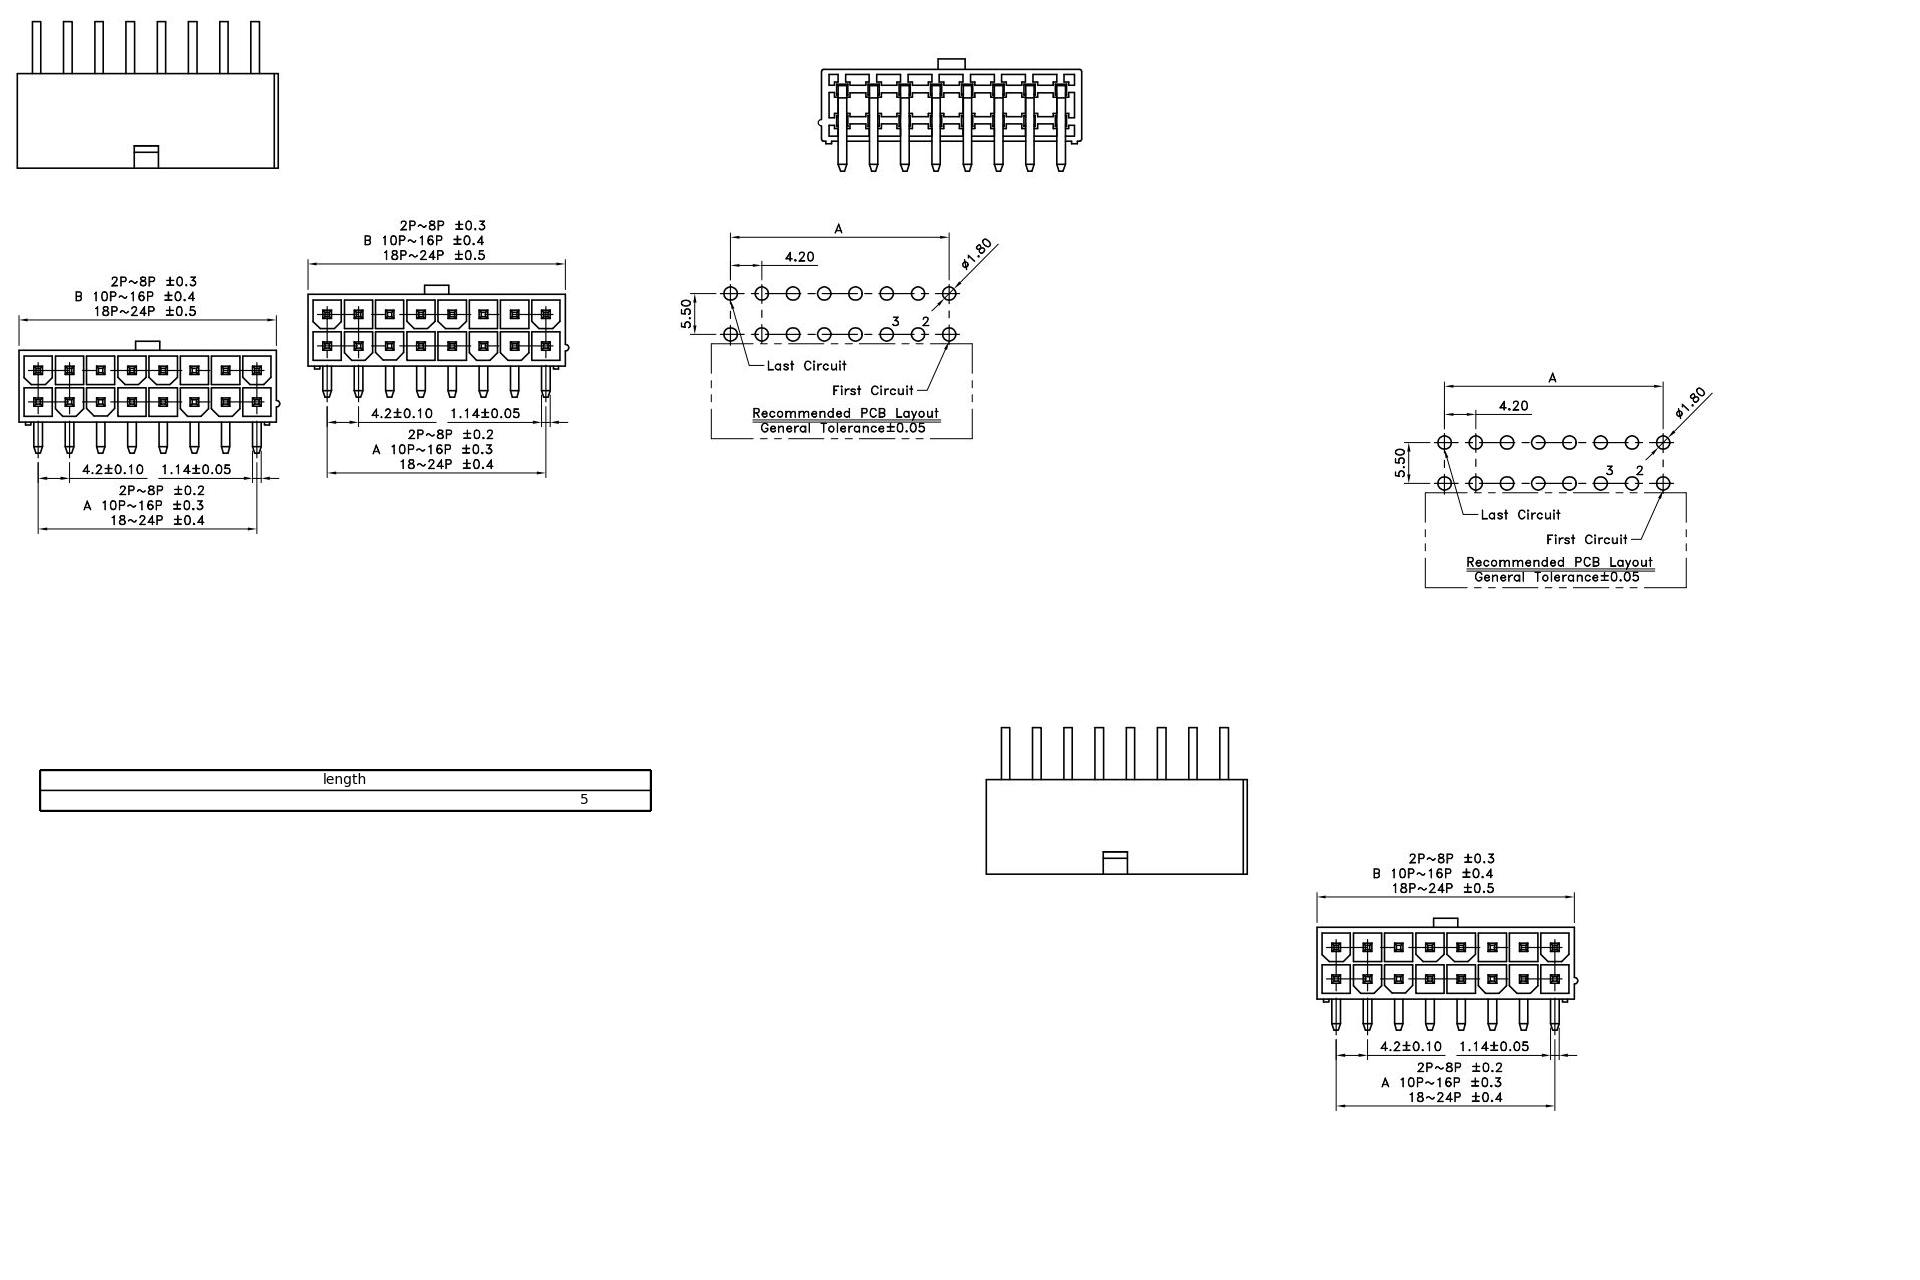 2P~8P ±0.3
B 10P~16P ±0.4
18P~24P ±0.5
4.2±0.10 1.14±0.05
2P~8P ±0.2
A 10P~16P ±0.3
18~24P ±0.4
2P~8P ±0.3
B 10P~16P ±0.4
18P~24P ±0.5
4.2±0.10 1.14±0.05
2P~8P ±0.2
A 10P~16P ±0.3
18~24P ±0.4
A
4.20
ø1.80
5.50
3 2
Last Circuit
First Circuit
Recommended PCB Layout
General Tolerance±0.05
A
4.20
ø1.80
5.50
3 2
Last Circuit
First Circuit
Recommended PCB Layout
General Tolerance±0.05
length
5
2P~8P ±0.3
B 10P~16P ±0.4
18P~24P ±0.5
4.2±0.10 1.14±0.05
2P~8P ±0.2
A 10P~16P ±0.3
18~24P ±0.4